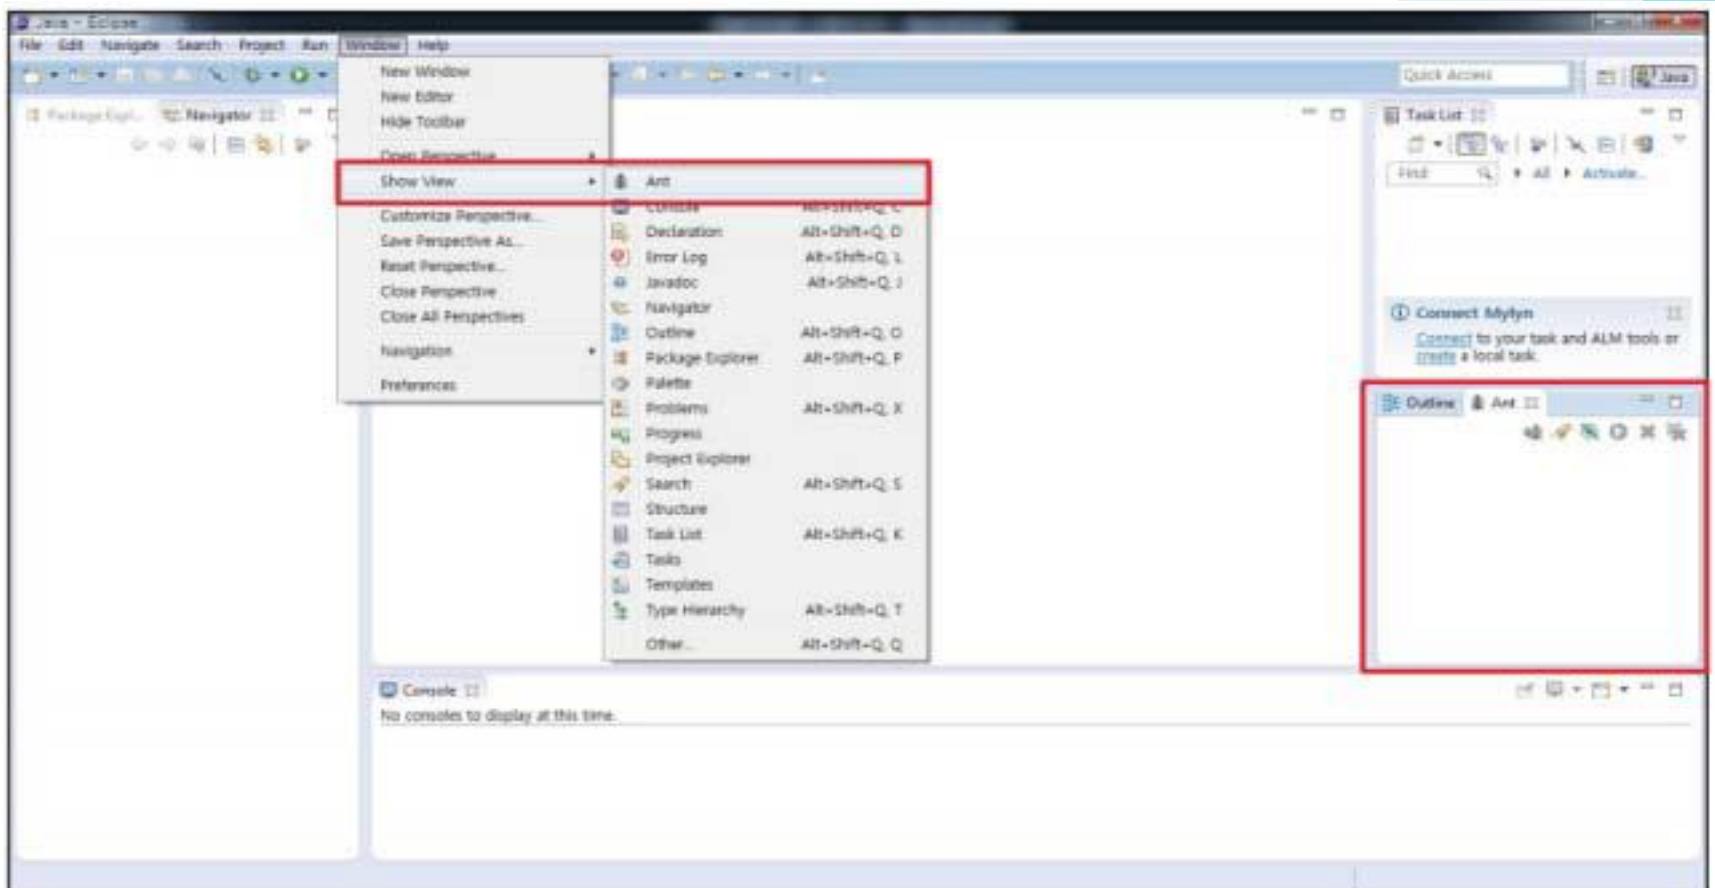 Java - Eclipse
File Edit Navigate Search Project Run Window Help
Quick Access
Java
Package Expl...
Navigator
Task List
New Window
New Editor
Hide Toolbar
Open Perspective
Show View
Customize Perspective...
Save Perspective As...
Reset Perspective...
Close Perspective
Close All Perspectives
Navigation
Preferences
Ant
Console Alt+Shift+Q, C
Declaration Alt+Shift+Q, D
Error Log Alt+Shift+Q, L
Javadoc Alt+Shift+Q, J
Navigator
Outline Alt+Shift+Q, O
Package Explorer Alt+Shift+Q, P
Palette
Problems Alt+Shift+Q, X
Progress
Project Explorer
Search Alt+Shift+Q, S
Structure
Task List Alt+Shift+Q, K
Tasks
Templates
Type Hierarchy Alt+Shift+Q, T
Other... Alt+Shift+Q, Q
Find All Activate...
Connect Mylyn
Connect to your task and ALM tools or
create a local task.
Outline Ant
Console
No consoles to display at this time.